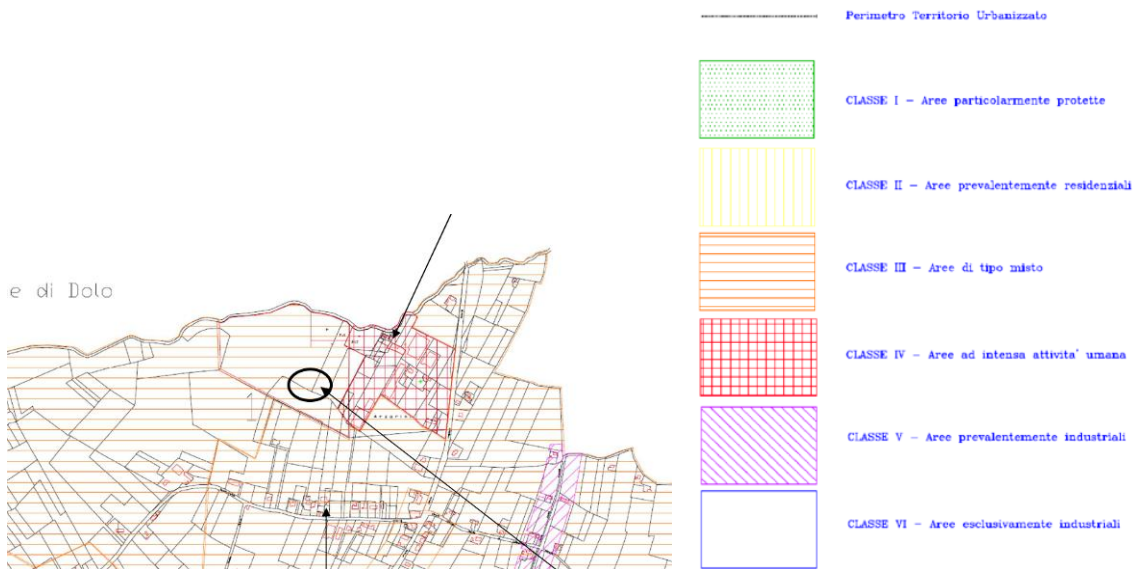 e di Dolo
Perimetro Territorio Urbanizzato
CLASSE I – Aree particolarmente protette
CLASSE II – Aree prevalentemente residenziali
CLASSE III – Aree di tipo misto
CLASSE IV – Aree ad intensa attivita' umana
CLASSE V – Aree prevalentemente industriali
CLASSE VI – Aree esclusivamente industriali